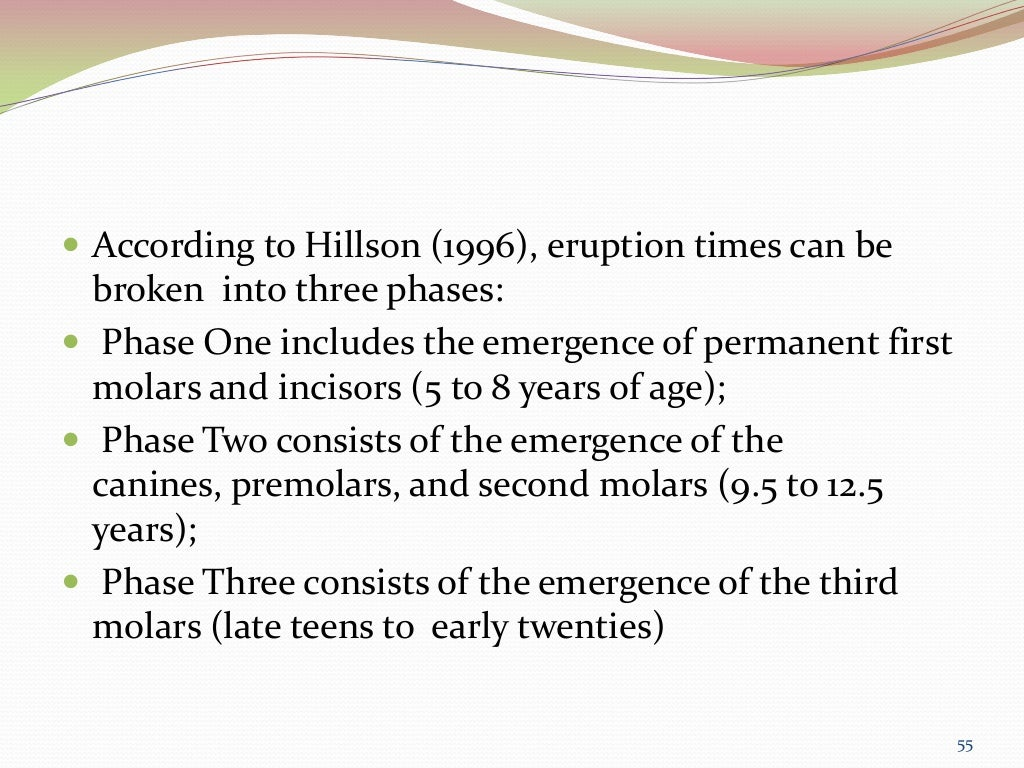 • According to Hillson (1996), eruption times can be
broken  into three phases:
•  Phase One includes the emergence of permanent first
molars and incisors (5 to 8 years of age);
•  Phase Two consists of the emergence of the
canines, premolars, and second molars (9.5 to 12.5
years);
•  Phase Three consists of the emergence of the third
molars (late teens to  early twenties)
55